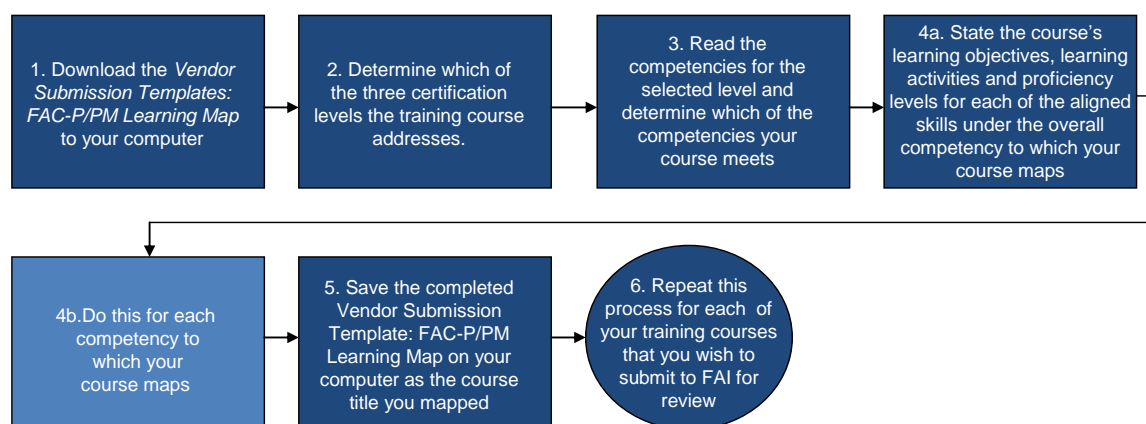 1. Download the Vendor
Submission Templates:
FAC-P/PM Learning Map
to your computer
2. Determine which of
the three certification
levels the training course
addresses.
3. Read the
competencies for the
selected level and
determine which of the
competencies your
course meets
4a. State the course’s
learning objectives, learning
activities and proficiency
levels for each of the aligned
skills under the overall
competency to which your
course maps
4b.Do this for each
competency to
which your
course maps
5. Save the completed
Vendor Submission
Template: FAC-P/PM
Learning Map on your
computer as the course
title you mapped
6. Repeat this
process for each of
your training courses
that you wish to
submit to FAI for
review